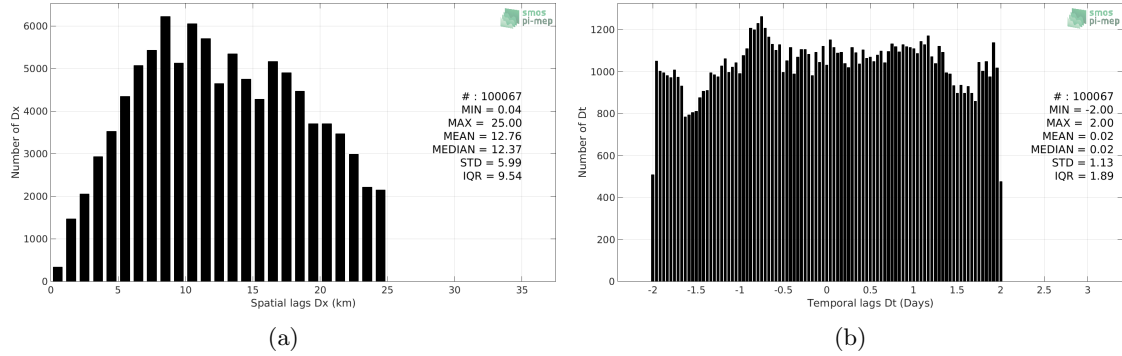 smos
pi-mep
6000
5000
4000
3000
2000
1000
0
Number of Dx
# : 100067
MIN = 0.04
MAX = 25.00
MEAN = 12.76
MEDIAN = 12.37
STD = 5.99
IQR = 9.54
0 5 10 15 20 25 30 35
Spatial lags Dx (km)
(a)
smos
pi-mep
1200
1000
800
600
400
200
0
Number of Dt
# : 100067
MIN = -2.00
MAX = 2.00
MEAN = 0.02
MEDIAN = 0.02
STD = 1.13
IQR = 1.89
-2 -1.5 -1 -0.5 0 0.5 1 1.5 2 2.5 3
Temporal lags Dt (Days)
(b)